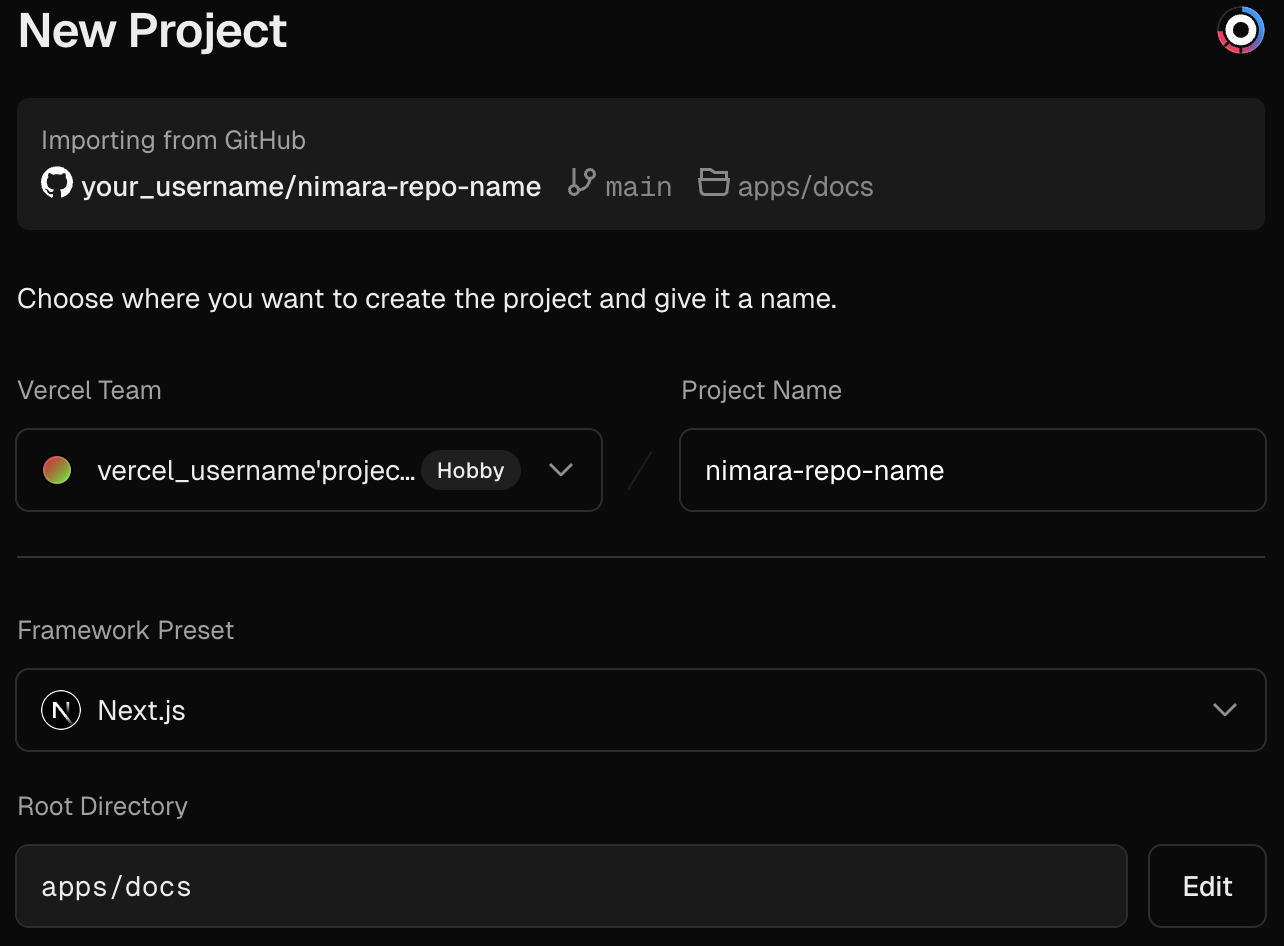 New Project
Importing from GitHub
your_username/nimara-repo-name main apps/docs
Choose where you want to create the project and give it a name.
Vercel Team
Project Name
vercel_username'projec... Hobby
nimara-repo-name
Framework Preset
Next.js
Root Directory
apps/docs
Edit